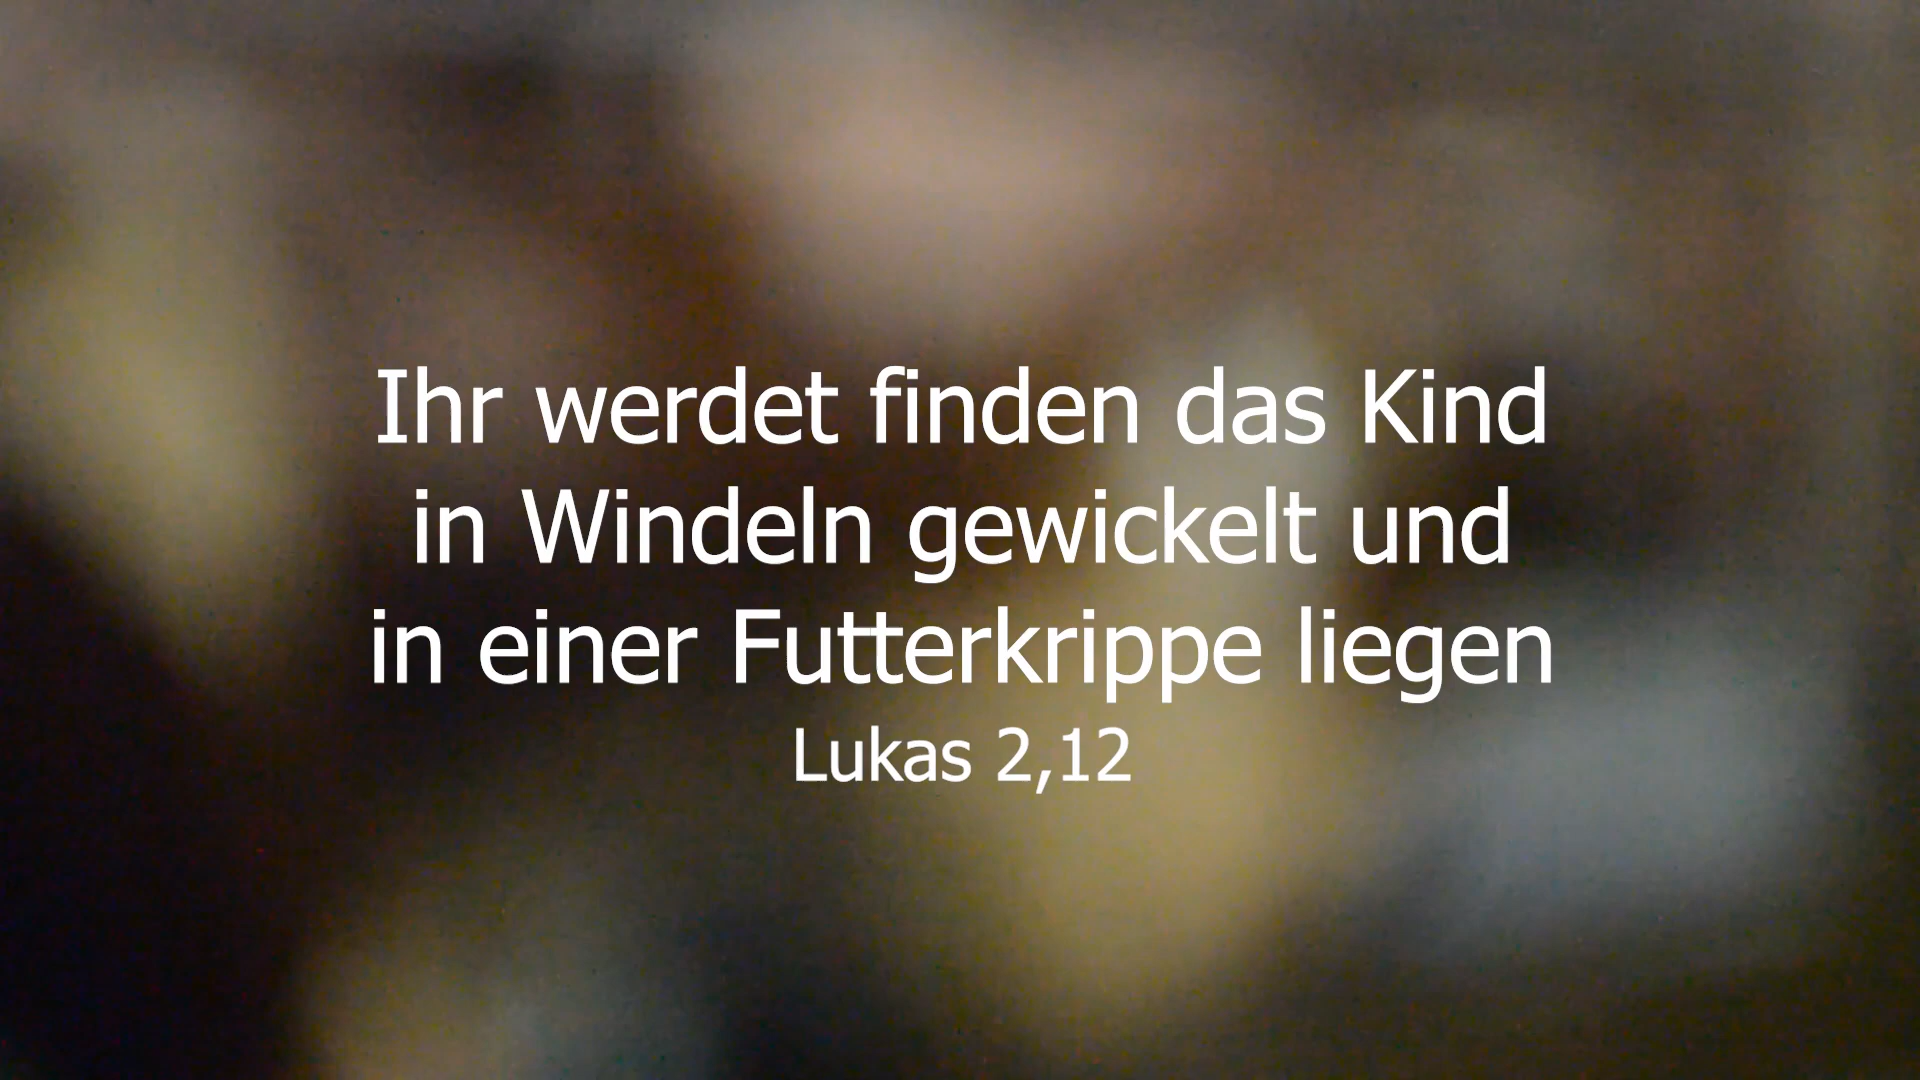 Ihr werdet finden das Kind
in Windeln gewickelt und
in einer Futterkrippe liegen
Lukas 2,12